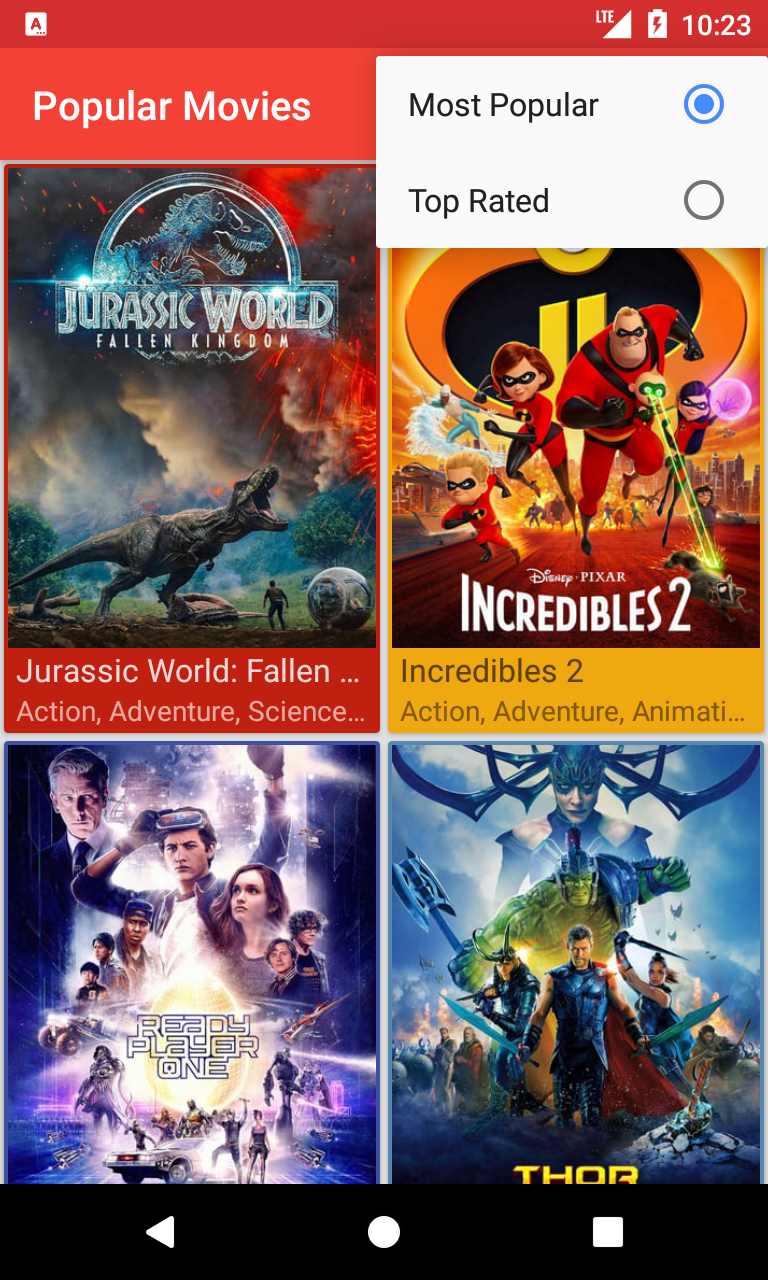 LTE 10:23
Popular Movies
Most Popular
Top Rated
JURASSIC WORLD
FALLEN KINGDOM
DISNEY · PIXAR
INCREDIBLES 2
Jurassic World: Fallen ...
Action, Adventure, Science...
Incredibles 2
Action, Adventure, Animati...
READY
PLAYER
ONE
THOR